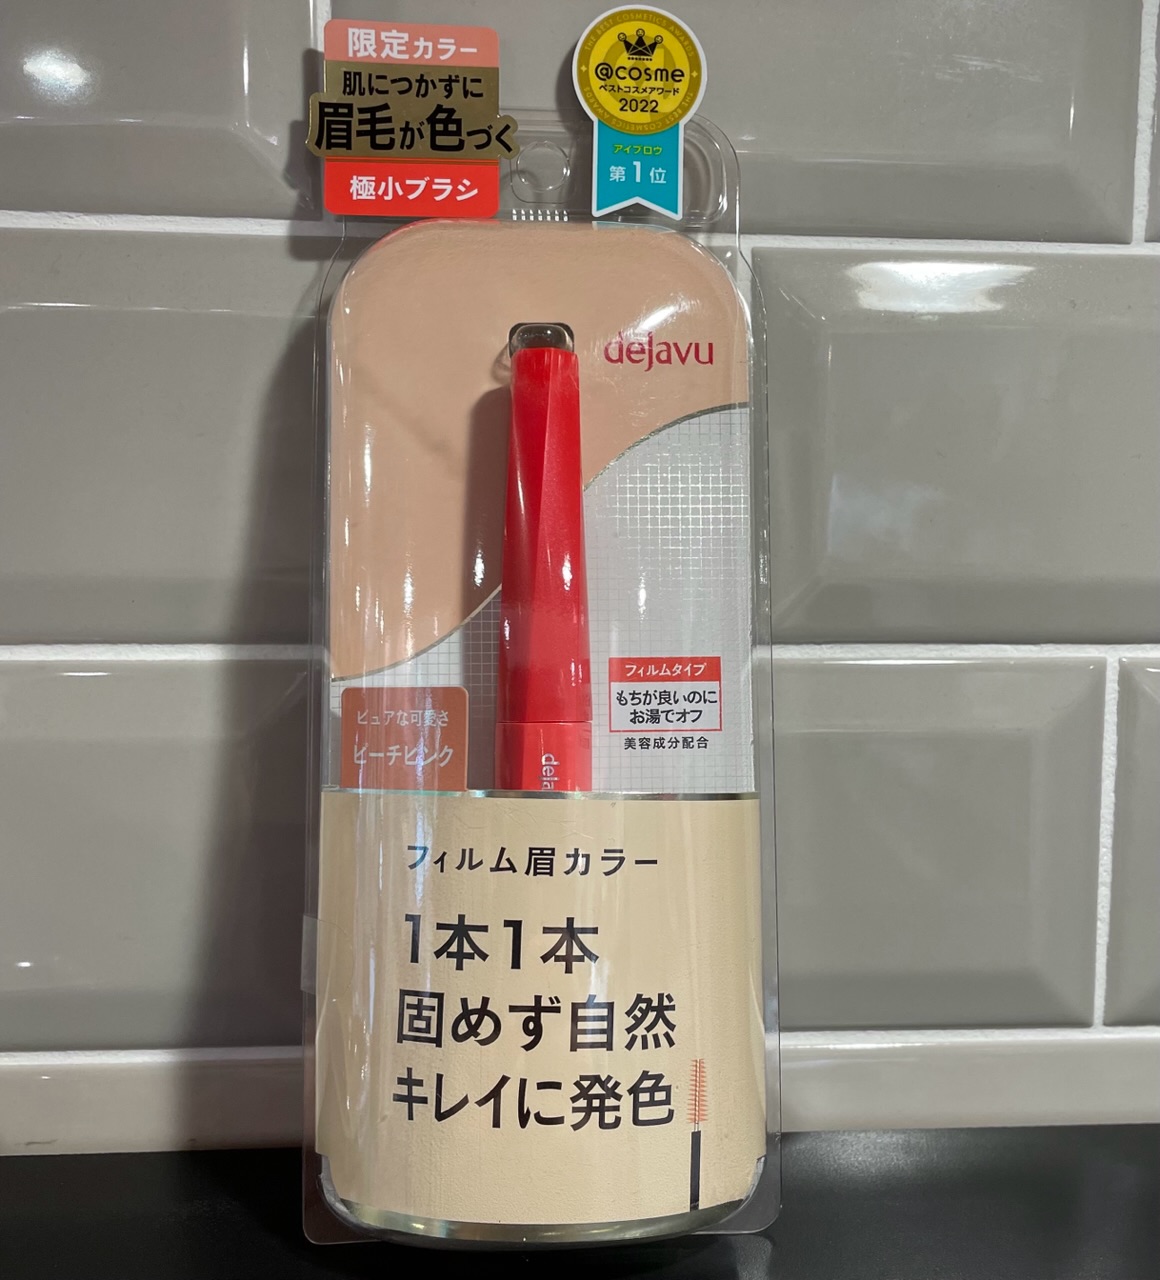 限定カラー
肌につかずに
眉毛が色づく
極小ブラシ
@cosme
ベストコスメアワード
2022
アイブロウ
第1位
dejavu
フィルムタイプ
もちが良いのに
お湯でオフ
美容成分配合
ピュアな可愛さ
ピーチピンク
deja
フィルム眉カラー
1本1本
固めず自然
キレイに発色